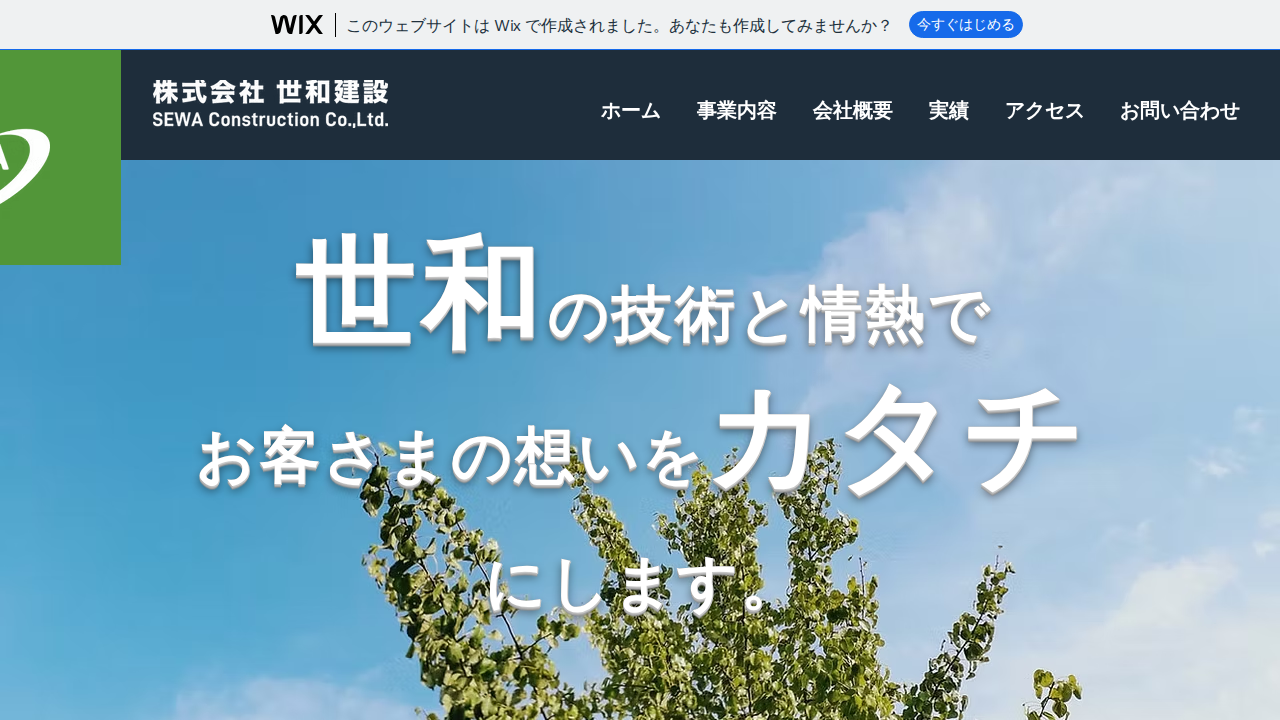 WIX このウェブサイトは Wix で作成されました。あなたも作成してみませんか？ 今すぐはじめる
株式会社 世和建設
SEWA Construction Co.,Ltd.
ホーム 事業内容 会社概要 実績 アクセス お問い合わせ
世和の技術と情熱で
お客さまの想いをカタチ
にします。